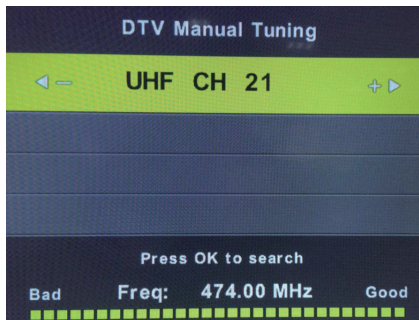 DTV Manual Tuning
− UHF CH 21 +
Press OK to search
Bad Freq: 474.00 MHz Good